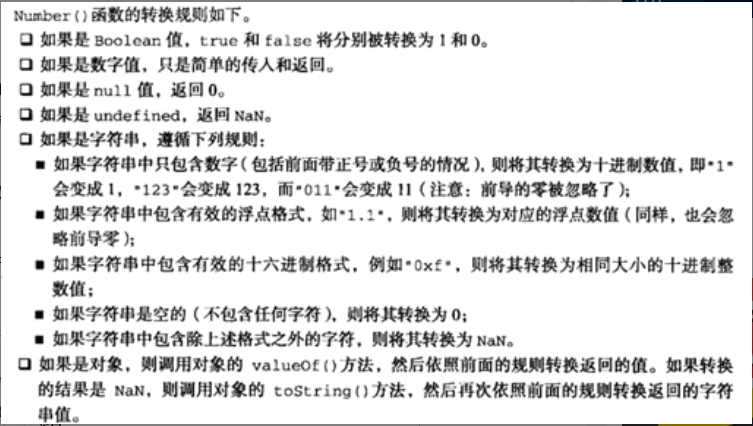 Number()函数的转换规则如下。
❑ 如果是 Boolean 值，true 和 false 将分别被转换为 1 和 0。
❑ 如果是数字值，只是简单的传入和返回。
❑ 如果是 null 值，返回 0。
❑ 如果是 undefined，返回 NaN。
❑ 如果是字符串，遵循下列规则：
■ 如果字符串中只包含数字（包括前面带正号或负号的情况），则将其转换为十进制数值，即"1"
会变成 1，"123"会变成 123，而"011"会变成 11（注意：前导的零被忽略了）；
■ 如果字符串中包含有效的浮点格式，如"1.1"，则将其转换为对应的浮点数值（同样，也会忽
略前导零）；
■ 如果字符串中包含有效的十六进制格式，例如"0xf"，则将其转换为相同大小的十进制整
数值；
■ 如果字符串是空的（不包含任何字符），则将其转换为 0；
■ 如果字符串中包含除上述格式之外的字符，则将其转换为 NaN。
❑ 如果是对象，则调用对象的 valueOf()方法，然后依照前面的规则转换返回的值。如果转换
的结果是 NaN，则调用对象的 toString()方法，然后再次依照前面的规则转换返回的字符
串值。